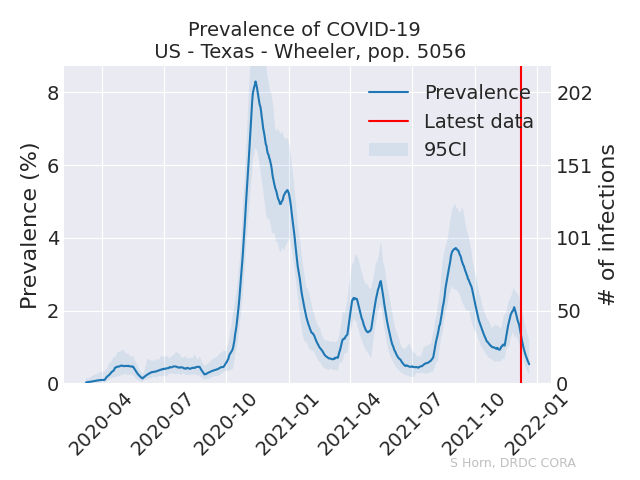 Prevalence of COVID-19
US - Texas - Wheeler, pop. 5056
Prevalence (%)
8
6
4
2
0
Prevalence
Latest data
95CI
202
151
101
50
0
# of infections
2020-04
2020-07
2020-10
2021-01
2021-04
2021-07
2021-10
2022-01
S Horn, DRDC CORA